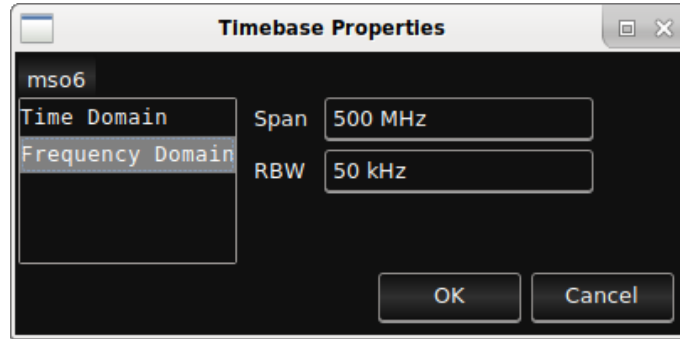 Timebase Properties
mso6
Time Domain
Frequency Domain
Span 500 MHz
RBW 50 kHz
OK Cancel